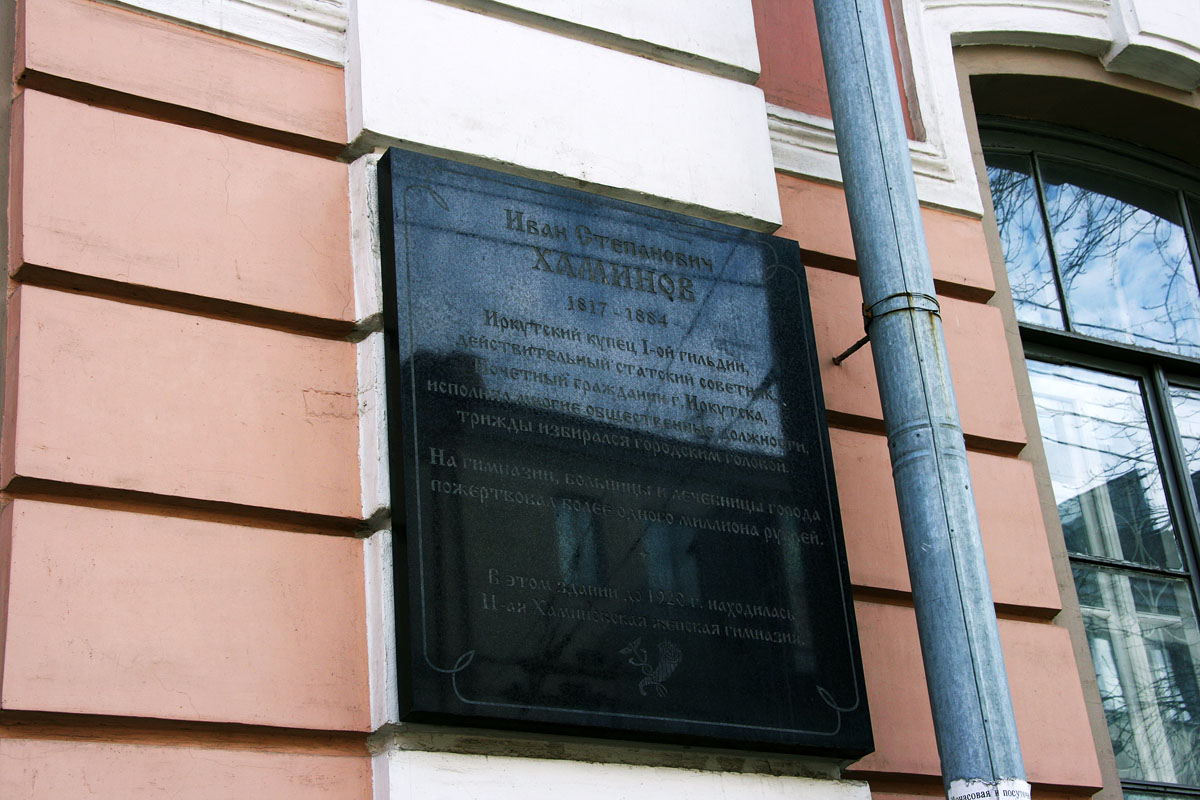 Иван Степанович
ХАМИНОВ
1817 - 1884
Иркутский купец I-ой гильдии,
действительный статский советник,
Почетный гражданин г. Иркутска,
исполнял многие общественные должности,
трижды избирался городским головой.
На гимназии, больницы и лечебницы города
пожертвовал более одного миллиона рублей.
В этом здании до 1920 г. находилась
II-ая Хаминовская женская гимназия.